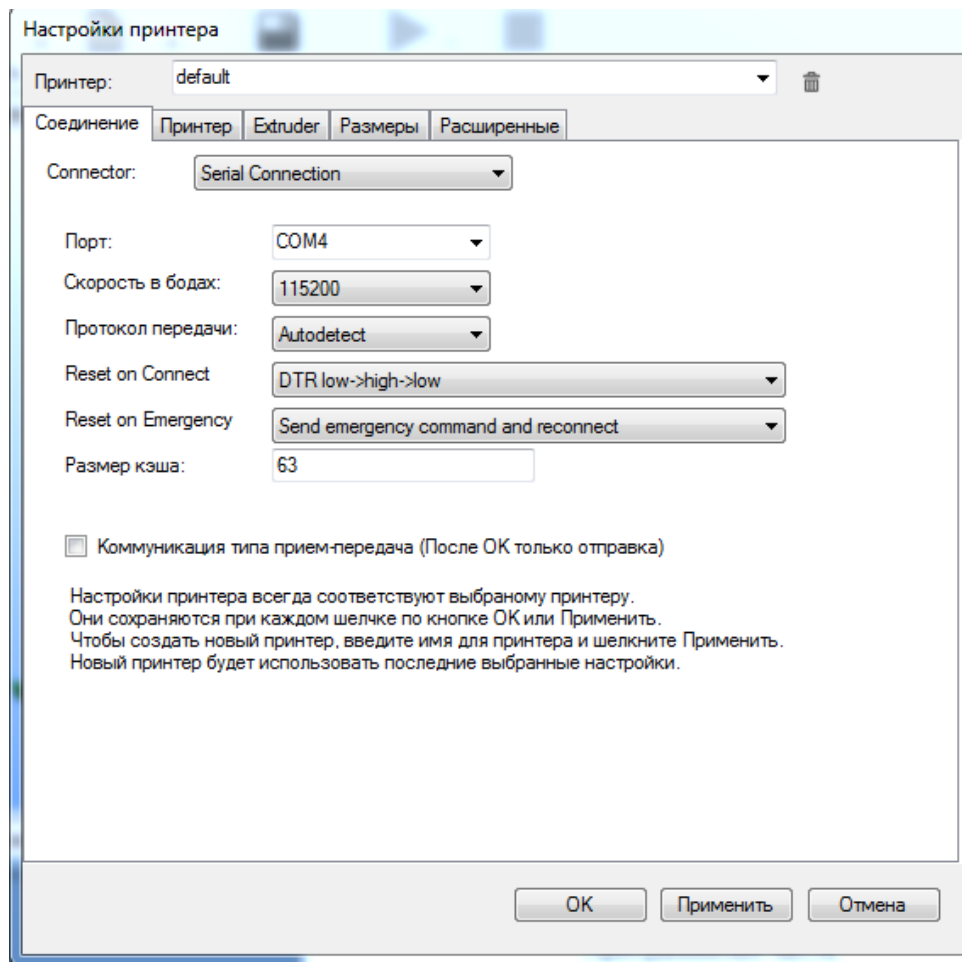 Настройки принтера
Принтер: default
Соединение Принтер Extruder Размеры Расширенные
Connector: Serial Connection
Порт: COM4
Скорость в бодах: 115200
Протокол передачи: Autodetect
Reset on Connect DTR low->high->low
Reset on Emergency Send emergency command and reconnect
Размер кэша: 63
Коммуникация типа прием-передача (После ОК только отправка)
Настройки принтера всегда соответствуют выбраному принтеру.
Они сохраняются при каждом шелчке по кнопке ОК или Применить.
Чтобы создать новый принтер, введите имя для принтера и шелкните Применить.
Новый принтер будет использовать последние выбранные настройки.
OK Применить Отмена